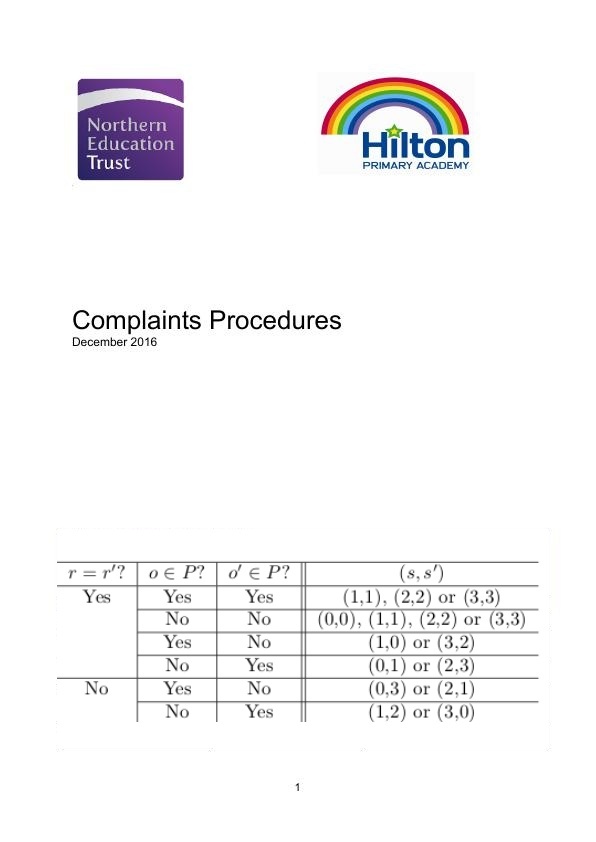 Northern
Education
Trust
Hilton
PRIMARY ACADEMY
Complaints Procedures
December 2016
r = r′? o ∈ P? o′ ∈ P? (s, s′)
Yes Yes Yes (1,1), (2,2) or (3,3)
No No (0,0), (1,1), (2,2) or (3,3)
Yes No (1,0) or (3,2)
No Yes (0,1) or (2,3)
No Yes No (0,3) or (2,1)
No Yes (1,2) or (3,0)
1